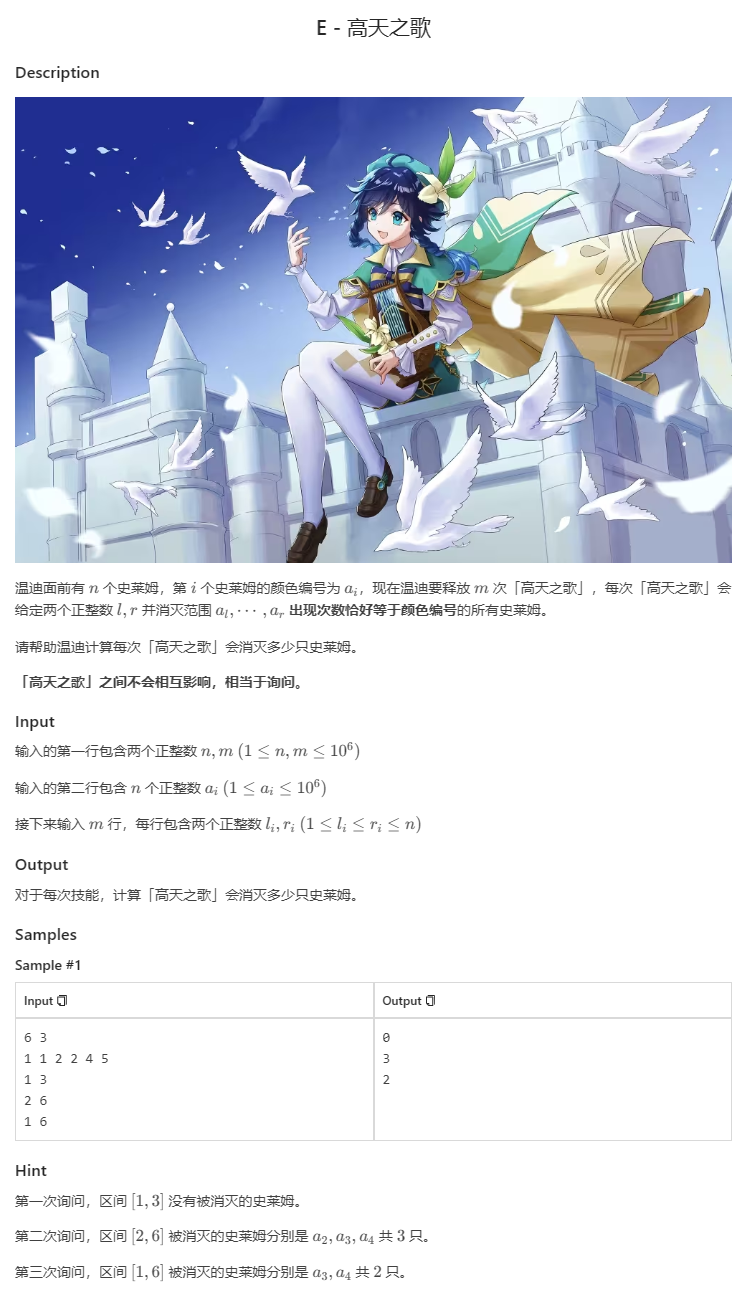 E - 高天之歌
Description
温迪面前有 n 个史莱姆，第 i 个史莱姆的颜色编号为 a_i，现在温迪要释放 m 次「高天之歌」，每次「高天之歌」会
给定两个正整数 l, r 并消灭范围 a_l, ⋯ , a_r 出现次数恰好等于颜色编号的所有史莱姆。
请帮助温迪计算每次「高天之歌」会消灭多少只史莱姆。
「高天之歌」之间不会相互影响，相当于询问。
Input
输入的第一行包含两个正整数 n, m (1 ≤ n, m ≤ 10^6)
输入的第二行包含 n 个正整数 a_i (1 ≤ a_i ≤ 10^6)
接下来输入 m 行，每行包含两个正整数 l_i, r_i (1 ≤ l_i ≤ r_i ≤ n)
Output
对于每次技能，计算「高天之歌」会消灭多少只史莱姆。
Samples
Sample #1
Input
6 3
1 1 2 2 4 5
1 3
2 6
1 6
Output
0
3
2
Hint
第一次询问，区间 [1, 3] 没有被消灭的史莱姆。
第二次询问，区间 [2, 6] 被消灭的史莱姆分别是 a_2, a_3, a_4 共 3 只。
第三次询问，区间 [1, 6] 被消灭的史莱姆分别是 a_3, a_4 共 2 只。